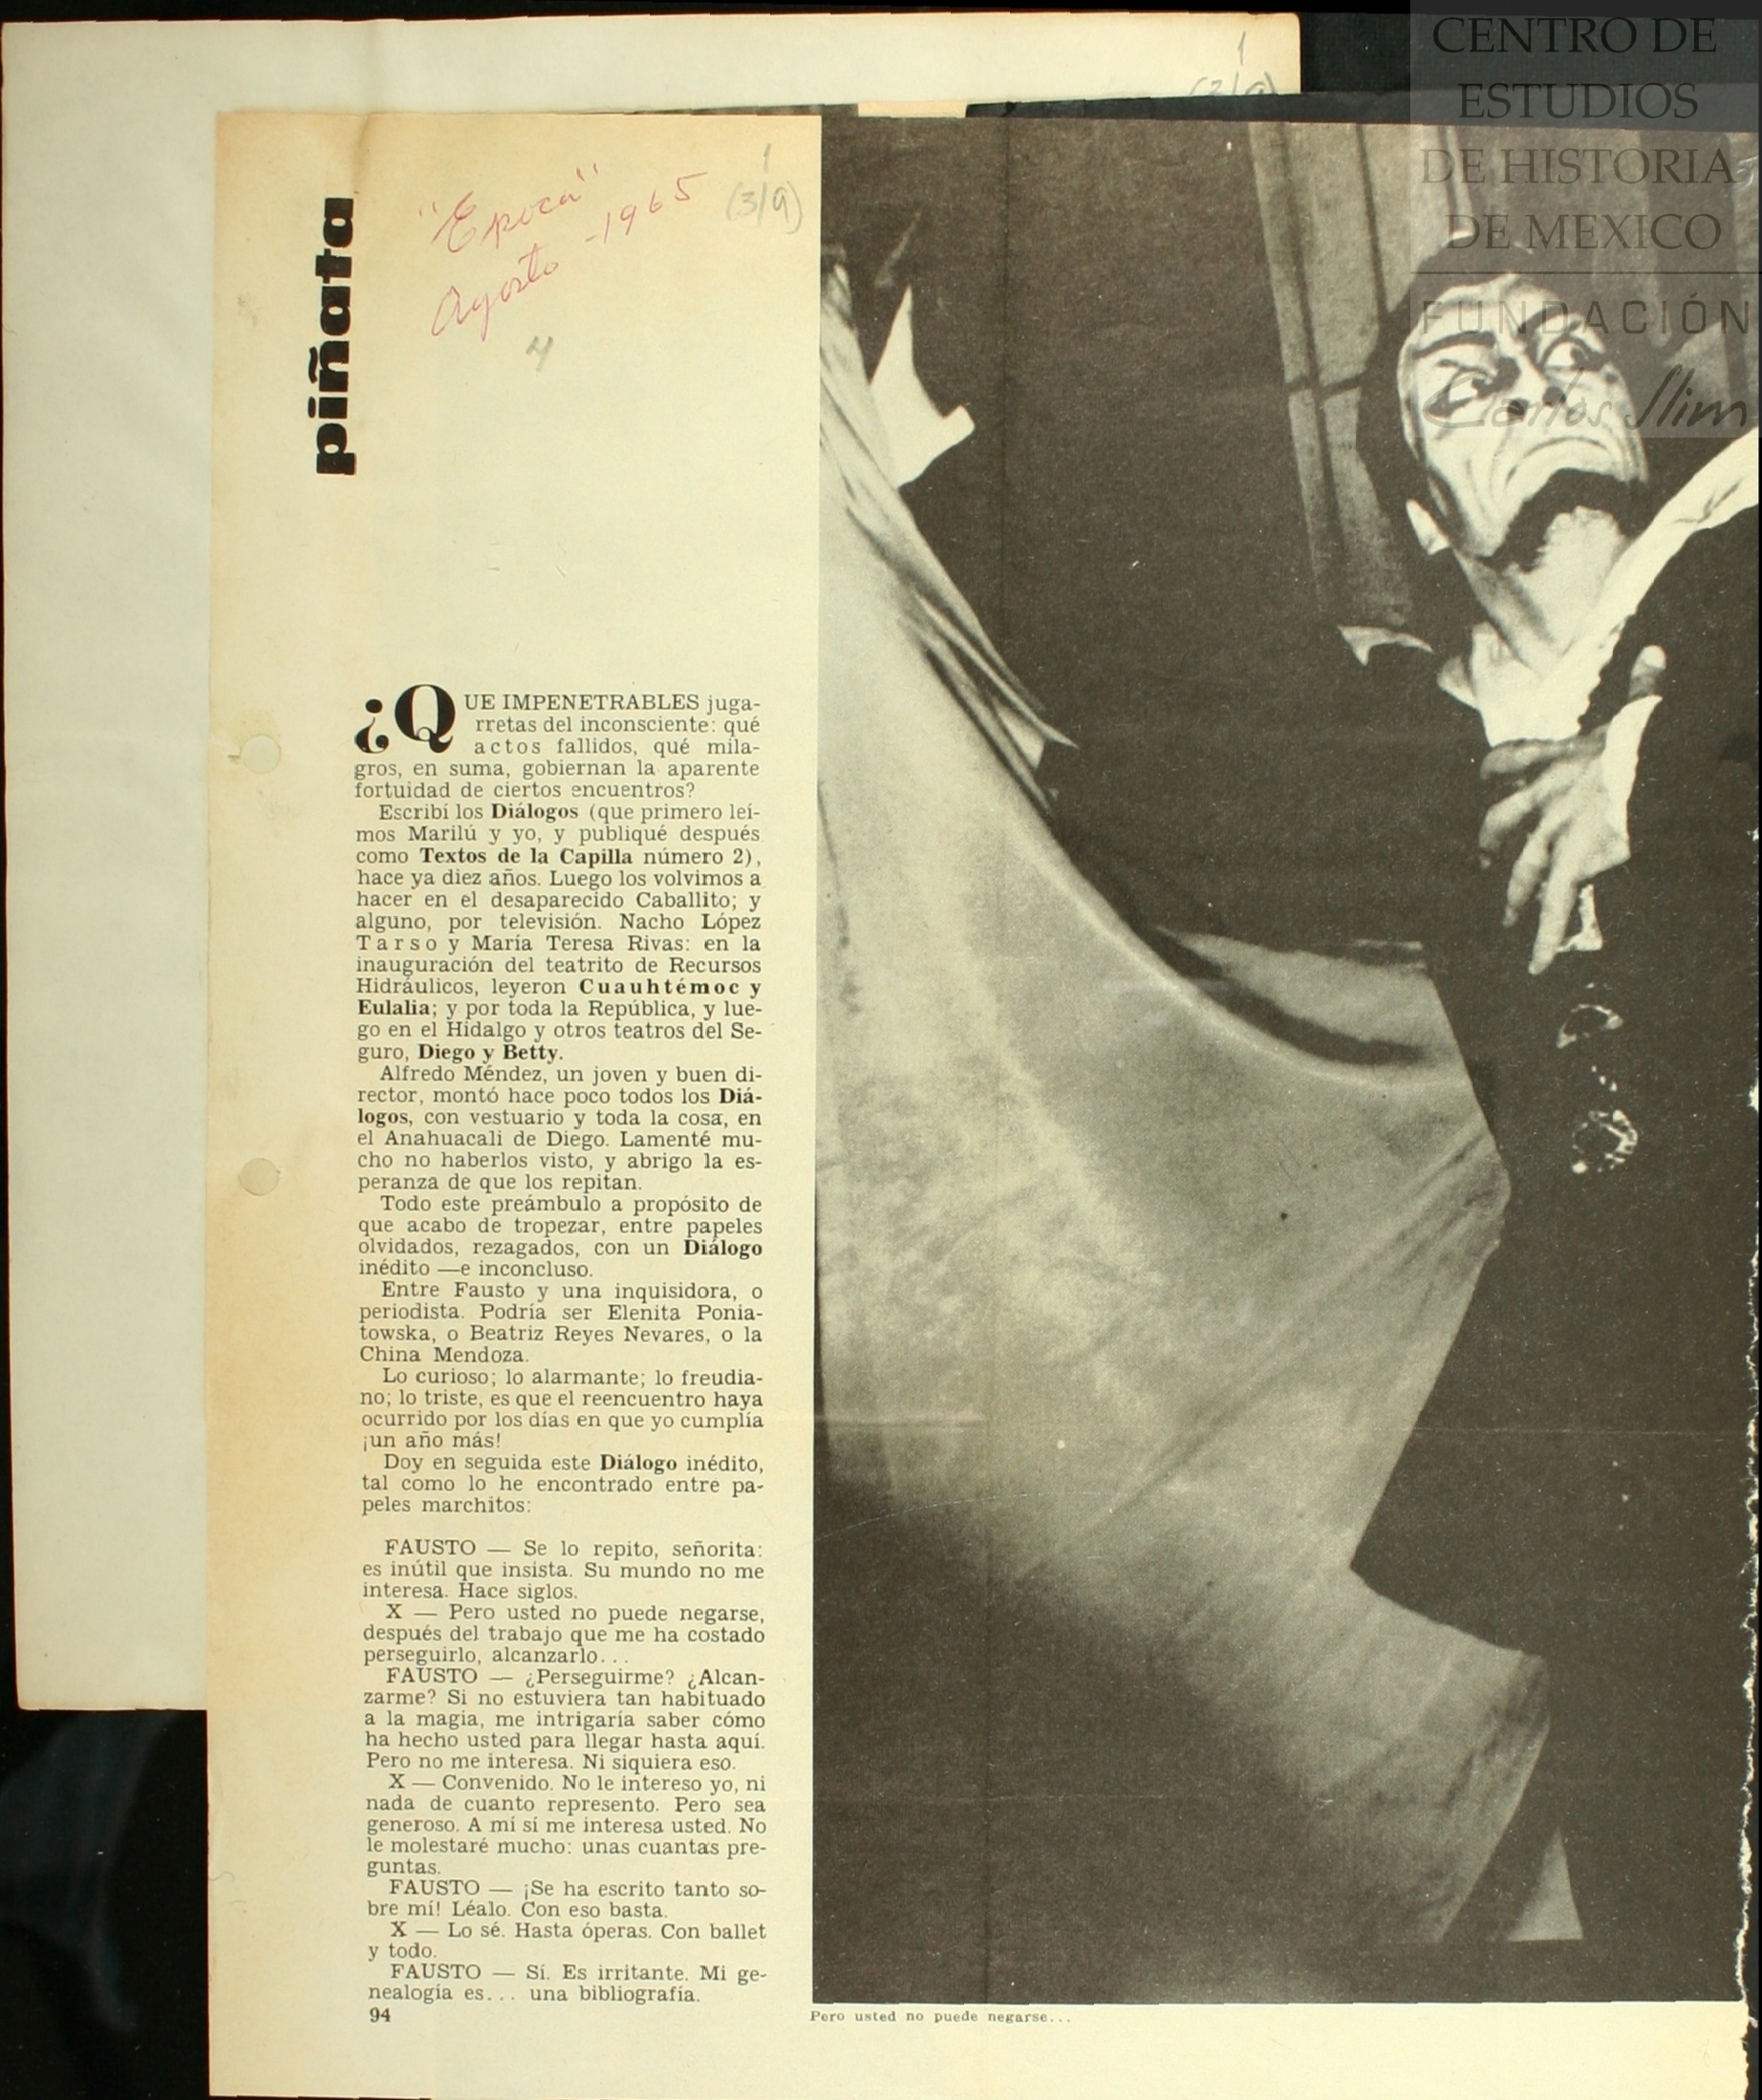 CENTRO DE
ESTUDIOS
DE HISTORIA
DE MEXICO
FUNDACIÓN
Carlos Slim
1
(3/9)
piñata
"Epoca"
Agosto -1965
1
(3/9)
4
¿QUE IMPENETRABLES juga-
rretas del inconsciente: qué
actos fallidos, qué mila-
gros, en suma, gobiernan la aparente
fortuidad de ciertos encuentros?
Escribí los Diálogos (que primero leí-
mos Marilú y yo, y publiqué después
como Textos de la Capilla número 2),
hace ya diez años. Luego los volvimos a
hacer en el desaparecido Caballito; y
alguno, por televisión. Nacho López
Tarso y María Teresa Rivas: en la
inauguración del teatrito de Recursos
Hidráulicos, leyeron Cuauhtémoc y
Eulalia; y por toda la República, y lue-
go en el Hidalgo y otros teatros del Se-
guro, Diego y Betty.
Alfredo Méndez, un joven y buen di-
rector, montó hace poco todos los Diá-
logos, con vestuario y toda la cosa, en
el Anahuacali de Diego. Lamenté mu-
cho no haberlos visto, y abrigo la es-
peranza de que los repitan.
Todo este preámbulo a propósito de
que acabo de tropezar, entre papeles
olvidados, rezagados, con un Diálogo
inédito —e inconcluso.
Entre Fausto y una inquisidora, o
periodista. Podría ser Elenita Ponia-
towska, o Beatriz Reyes Nevares, o la
China Mendoza.
Lo curioso; lo alarmante; lo freudia-
no; lo triste, es que el reencuentro haya
ocurrido por los días en que yo cumplía
¡un año más!
Doy en seguida este Diálogo inédito,
tal como lo he encontrado entre pa-
peles marchitos:
FAUSTO — Se lo repito, señorita:
es inútil que insista. Su mundo no me
interesa. Hace siglos.
X — Pero usted no puede negarse,
después del trabajo que me ha costado
perseguirlo, alcanzarlo...
FAUSTO — ¿Perseguirme? ¿Alcan-
zarme? Si no estuviera tan habituado
a la magia, me intrigaría saber cómo
ha hecho usted para llegar hasta aquí.
Pero no me interesa. Ni siquiera eso.
X — Convenido. No le intereso yo, ni
nada de cuanto represento. Pero sea
generoso. A mí sí me interesa usted. No
le molestaré mucho: unas cuantas pre-
guntas.
FAUSTO — ¡Se ha escrito tanto so-
bre mí! Léalo. Con eso basta.
X — Lo sé. Hasta óperas. Con ballet
y todo.
FAUSTO — Sí. Es irritante. Mi ge-
nealogía es... una bibliografía.
94
Pero usted no puede negarse...